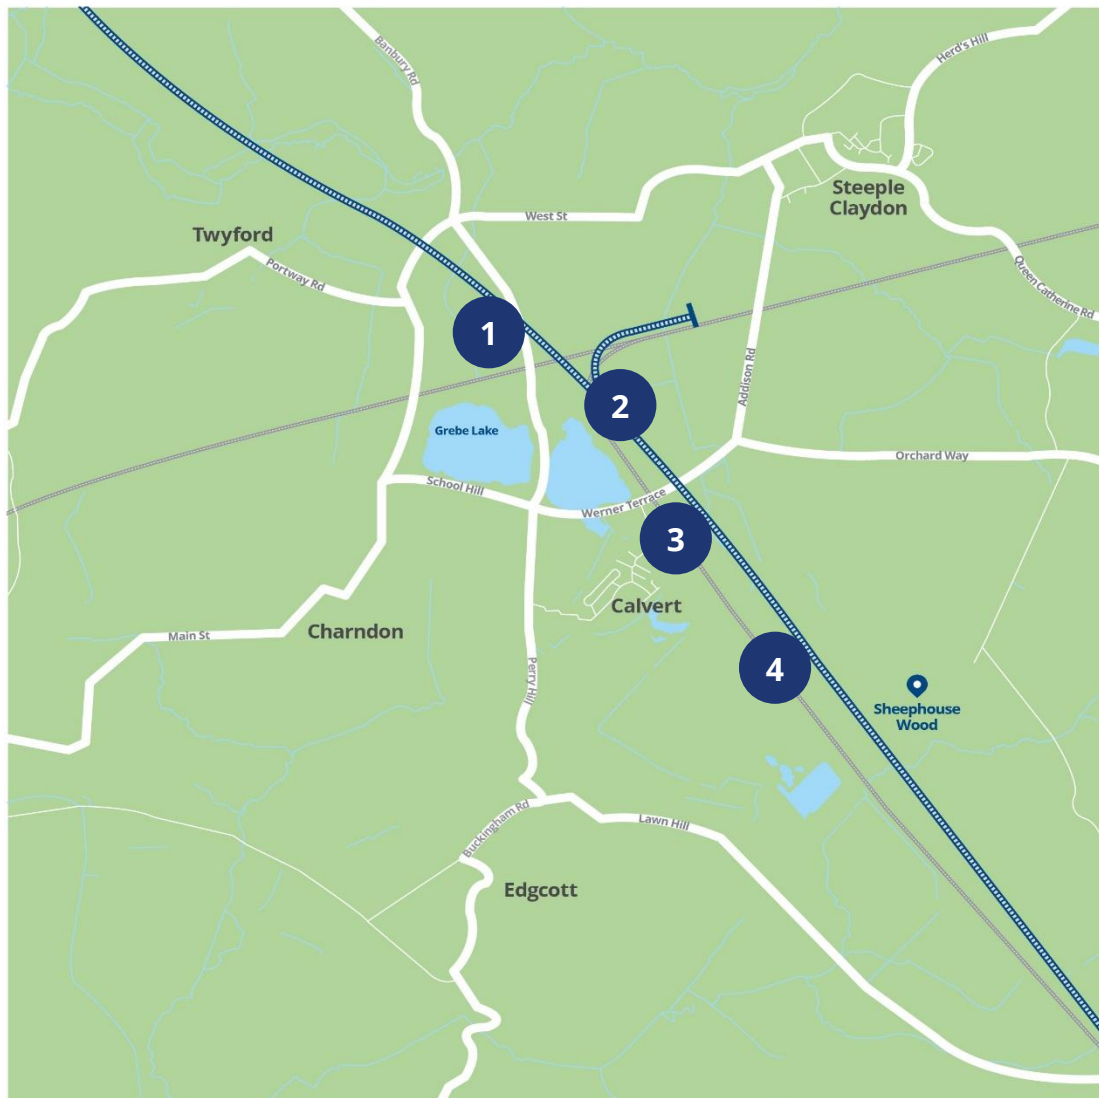 Banbury Rd
Herd's Hill
Steeple
Claydon
West St
Twyford
Portway Rd
Queen Catherine Rd
1
Addison Rd
2
Grebe Lake
Orchard Way
School Hill
Werner Terrace
3
Calvert
Charndon
Main St
Perry Hill
4
Sheephouse
Wood
Buckingham Rd
Lawn Hill
Edgcott